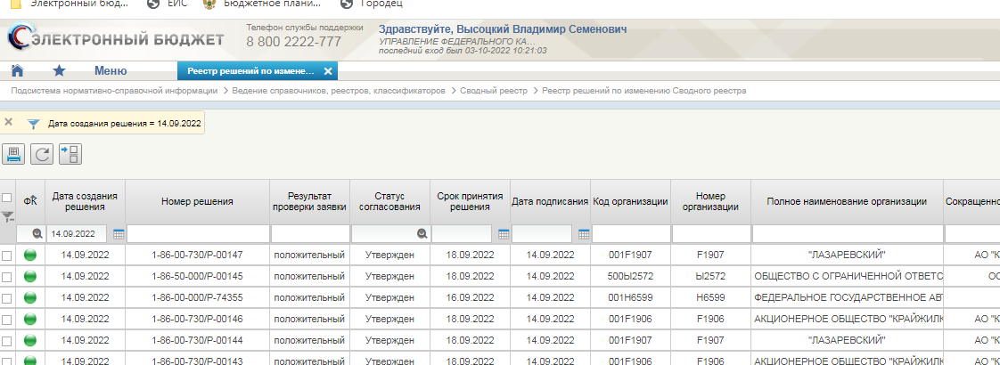 Электронный бюд... ЕИС Бюджетное плани... Городец
ЭЛЕКТРОННЫЙ БЮДЖЕТ
Телефон службы поддержки
8 800 2222-777
Здравствуйте, Высоцкий Владимир Семенович
УПРАВЛЕНИЕ ФЕДЕРАЛЬНОГО КА...
последний вход был 03-10-2022 10:21:03
Меню Реестр решений по измене... ×
Подсистема нормативно-справочной информации > Ведение справочников, реестров, классификаторов > Сводный реестр > Реестр решений по изменению Сводного реестра
× Дата создания решения = 14.09.2022
ФК Дата создания решения Номер решения Результат проверки заявки Статус согласования Срок принятия решения Дата подписания Код организации Номер организации Полное наименование организации Сокращенно
14.09.2022
14.09.2022 1-86-00-730/Р-00147 положительный Утвержден 18.09.2022 14.09.2022 001F1907 F1907 "ЛАЗАРЕВСКИЙ" АО "К
14.09.2022 1-86-50-000/Р-00145 положительный Утвержден 18.09.2022 14.09.2022 500Ы2572 Ы2572 ОБЩЕСТВО С ОГРАНИЧЕННОЙ ОТВЕТС ОС
14.09.2022 1-86-00-000/Р-74355 положительный Утвержден 16.09.2022 14.09.2022 001Н6599 Н6599 ФЕДЕРАЛЬНОЕ ГОСУДАРСТВЕННОЕ АВТ
14.09.2022 1-86-00-730/Р-00146 положительный Утвержден 18.09.2022 14.09.2022 001F1906 F1906 АКЦИОНЕРНОЕ ОБЩЕСТВО "КРАЙЖИЛК АО "К
14.09.2022 1-86-00-730/Р-00144 положительный Утвержден 18.09.2022 14.09.2022 001F1907 F1907 "ЛАЗАРЕВСКИЙ" АО "К
14.09.2022 1-86-00-730/Р-00143 положительный Утвержден 18.09.2022 14.09.2022 001F1906 F1906 АКЦИОНЕРНОЕ ОБЩЕСТВО "КРАЙЖИЛК АО "К